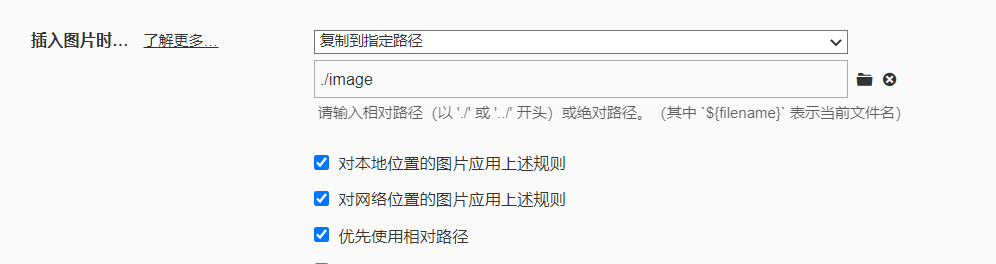 插入图片时... 了解更多... 复制到指定路径
./image
请输入相对路径（以 './' 或 '../' 开头）或绝对路径。（其中 `${filename}` 表示当前文件名）
对本地位置的图片应用上述规则
对网络位置的图片应用上述规则
优先使用相对路径